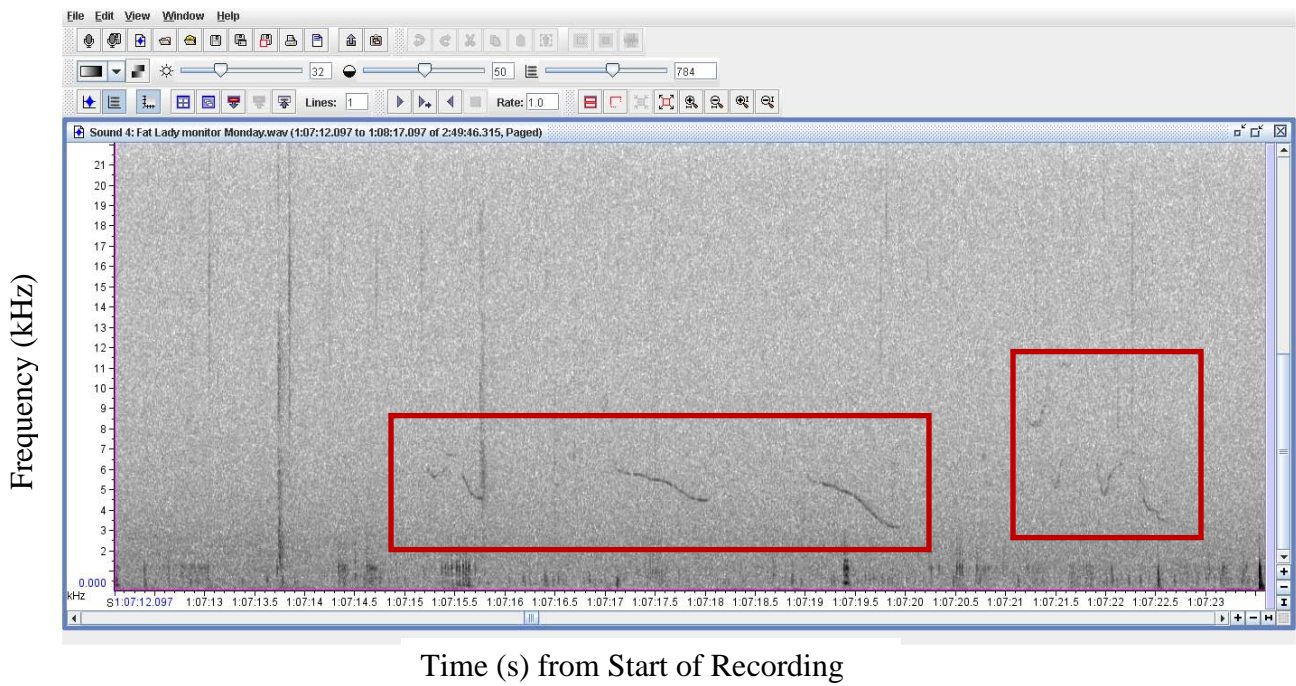 File Edit View Window Help
32 50 784
Lines: 1 Rate: 1.0
Sound 4: Fat Lady monitor Monday.wav (1:07:12.097 to 1:08:17.097 of 2:49:46.315, Paged)
Frequency (kHz)
21
20
19
18
17
16
15
14
13
12
11
10
9
8
7
6
5
4
3
2
0.000
kHz
S 1:07:12.097 1:07:13 1:07:13.5 1:07:14 1:07:14.5 1:07:15 1:07:15.5 1:07:16 1:07:16.5 1:07:17 1:07:17.5 1:07:18 1:07:18.5 1:07:19 1:07:19.5 1:07:20 1:07:20.5 1:07:21 1:07:21.5 1:07:22 1:07:22.5 1:07:23
Time (s) from Start of Recording